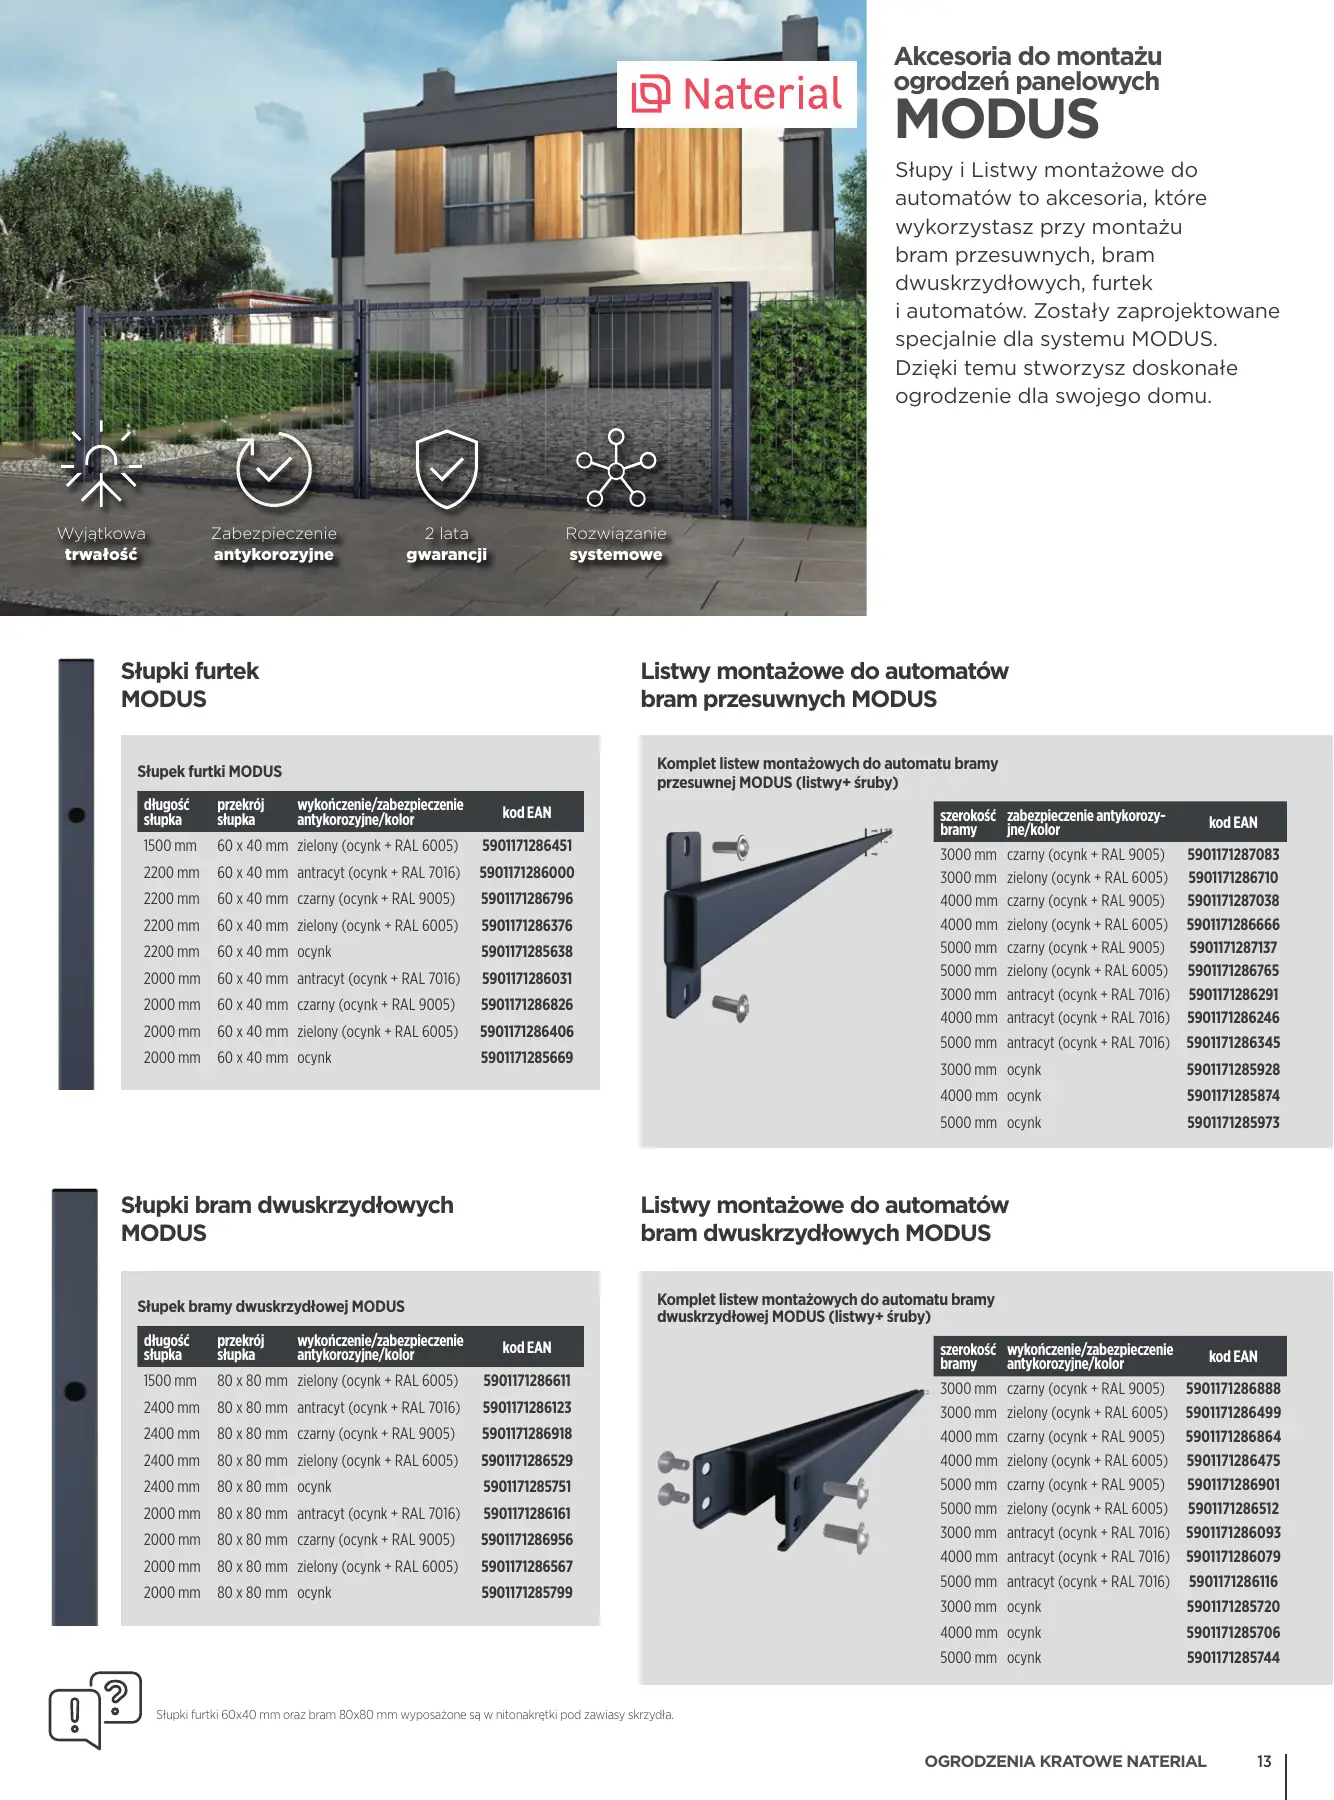 Naterial
Akcesoria do montażu
ogrodzeń panelowych
MODUS
Słupy i Listwy montażowe do
automatów to akcesoria, które
wykorzystasz przy montażu
bram przesuwnych, bram
dwuskrzydłowych, furtek
i automatów. Zostały zaprojektowane
specjalnie dla systemu MODUS.
Dzięki temu stworzysz doskonałe
ogrodzenie dla swojego domu.
Wyjątkowa
trwałość
Zabezpieczenie
antykorozyjne
2 lata
gwarancji
Rozwiązanie
systemowe
Słupki furtek
MODUS
Słupek furtki MODUS
długość słupka przekrój słupka wykończenie/zabezpieczenie antykorozyjne/kolor kod EAN
1500 mm 60 x 40 mm zielony (ocynk + RAL 6005) 5901171286451
2200 mm 60 x 40 mm antracyt (ocynk + RAL 7016) 5901171286000
2200 mm 60 x 40 mm czarny (ocynk + RAL 9005) 5901171286796
2200 mm 60 x 40 mm zielony (ocynk + RAL 6005) 5901171286376
2200 mm 60 x 40 mm ocynk 5901171285638
2000 mm 60 x 40 mm antracyt (ocynk + RAL 7016) 5901171286031
2000 mm 60 x 40 mm czarny (ocynk + RAL 9005) 5901171286826
2000 mm 60 x 40 mm zielony (ocynk + RAL 6005) 5901171286406
2000 mm 60 x 40 mm ocynk 5901171285669
Listwy montażowe do automatów
bram przesuwnych MODUS
Komplet listew montażowych do automatu bramy
przesuwnej MODUS (listwy+ śruby)
szerokość bramy zabezpieczenie antykorozy-jne/kolor kod EAN
3000 mm czarny (ocynk + RAL 9005) 5901171287083
3000 mm zielony (ocynk + RAL 6005) 5901171286710
4000 mm czarny (ocynk + RAL 9005) 5901171287038
4000 mm zielony (ocynk + RAL 6005) 5901171286666
5000 mm czarny (ocynk + RAL 9005) 5901171287137
5000 mm zielony (ocynk + RAL 6005) 5901171286765
3000 mm antracyt (ocynk + RAL 7016) 5901171286291
4000 mm antracyt (ocynk + RAL 7016) 5901171286246
5000 mm antracyt (ocynk + RAL 7016) 5901171286345
3000 mm ocynk 5901171285928
4000 mm ocynk 5901171285874
5000 mm ocynk 5901171285973
Słupki bram dwuskrzydłowych
MODUS
Słupek bramy dwuskrzydłowej MODUS
długość słupka przekrój słupka wykończenie/zabezpieczenie antykorozyjne/kolor kod EAN
1500 mm 80 x 80 mm zielony (ocynk + RAL 6005) 5901171286611
2400 mm 80 x 80 mm antracyt (ocynk + RAL 7016) 5901171286123
2400 mm 80 x 80 mm czarny (ocynk + RAL 9005) 5901171286918
2400 mm 80 x 80 mm zielony (ocynk + RAL 6005) 5901171286529
2400 mm 80 x 80 mm ocynk 5901171285751
2000 mm 80 x 80 mm antracyt (ocynk + RAL 7016) 5901171286161
2000 mm 80 x 80 mm czarny (ocynk + RAL 9005) 5901171286956
2000 mm 80 x 80 mm zielony (ocynk + RAL 6005) 5901171286567
2000 mm 80 x 80 mm ocynk 5901171285799
Listwy montażowe do automatów
bram dwuskrzydłowych MODUS
Komplet listew montażowych do automatu bramy
dwuskrzydłowej MODUS (listwy+ śruby)
szerokość bramy wykończenie/zabezpieczenie antykorozyjne/kolor kod EAN
3000 mm czarny (ocynk + RAL 9005) 5901171286888
3000 mm zielony (ocynk + RAL 6005) 5901171286499
4000 mm czarny (ocynk + RAL 9005) 5901171286864
4000 mm zielony (ocynk + RAL 6005) 5901171286475
5000 mm czarny (ocynk + RAL 9005) 5901171286901
5000 mm zielony (ocynk + RAL 6005) 5901171286512
3000 mm antracyt (ocynk + RAL 7016) 5901171286093
4000 mm antracyt (ocynk + RAL 7016) 5901171286079
5000 mm antracyt (ocynk + RAL 7016) 5901171286116
3000 mm ocynk 5901171285720
4000 mm ocynk 5901171285706
5000 mm ocynk 5901171285744
Słupki furtki 60x40 mm oraz bram 80x80 mm wyposażone są w nitonakrętki pod zawiasy skrzydła.
OGRODZENIA KRATOWE NATERIAL 13